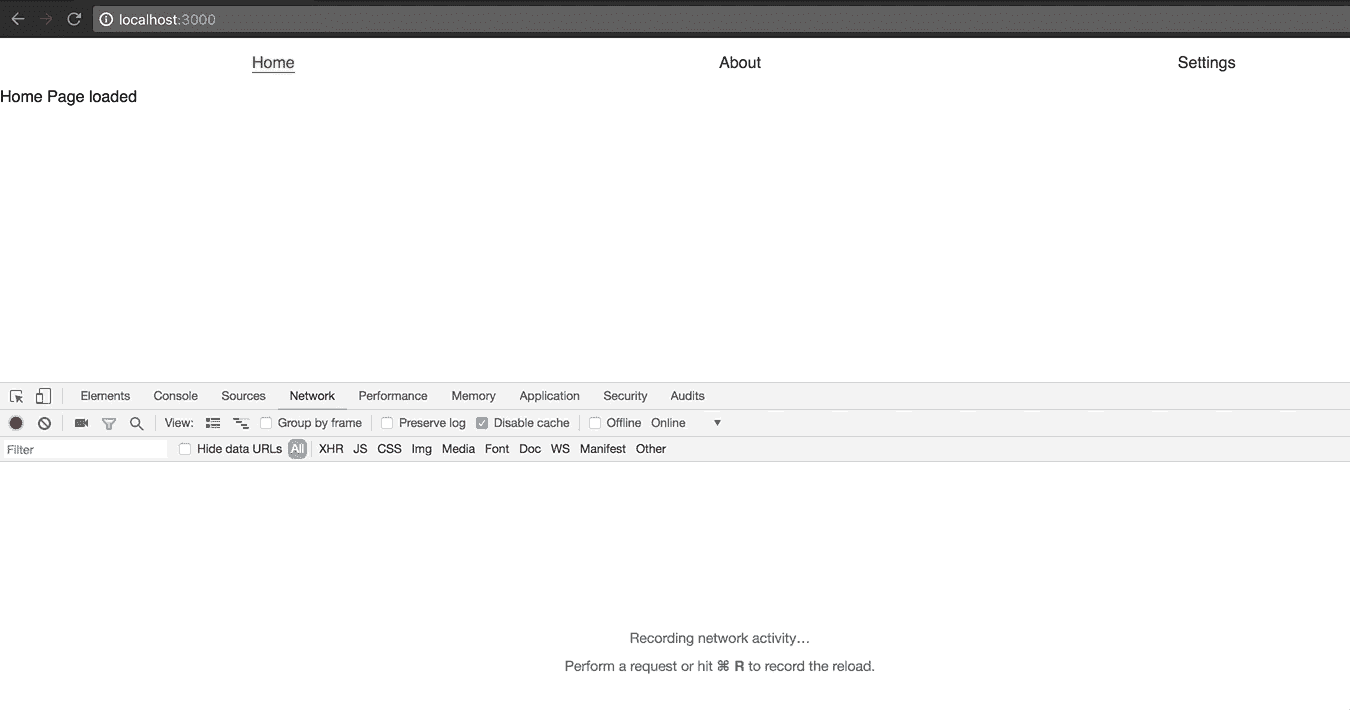 localhost:3000
Home About Settings
Home Page loaded
Elements Console Sources Network Performance Memory Application Security Audits
View: Group by frame Preserve log Disable cache Offline Online ▼
Filter Hide data URLs All XHR JS CSS Img Media Font Doc WS Manifest Other
Recording network activity…
Perform a request or hit ⌘ R to record the reload.